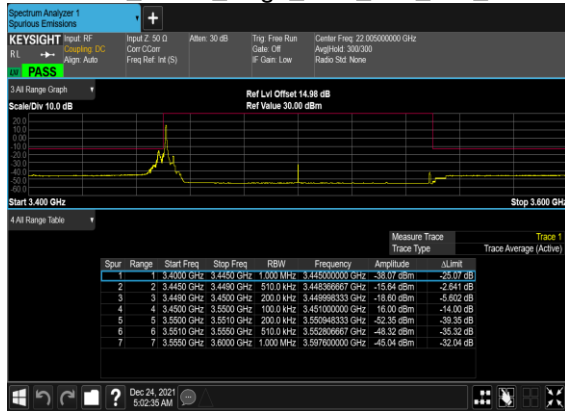 Spectrum Analyzer 1
Spurious Emissions
KEYSIGHT Input: RF Input Z: 50 Ω Atten: 30 dB Trig: Free Run Center Freq: 22.005000000 GHz
RL Coupling: DC Corr CCorr Gate: Off Avg|Hold: 300/300
Align: Auto Freq Ref: Int (S) IF Gain: Low Radio Std: None
PASS
3 All Range Graph Ref Lvl Offset 14.98 dB
Scale/Div 10.0 dB Ref Value 30.00 dBm
20.0
10.0
0.00
-10.0
-20.0
-30.0
-40.0
-50.0
-60.0
Start 3.400 GHz Stop 3.600 GHz
4 All Range Table
Measure Trace Trace 1
Trace Type Trace Average (Active)
Spur Range Start Freq Stop Freq RBW Frequency Amplitude ΔLimit
1 1 3.4000 GHz 3.4450 GHz 1.000 MHz 3.445000000 GHz -38.07 dBm -25.07 dB
2 2 3.4450 GHz 3.4490 GHz 510.0 kHz 3.448366667 GHz -15.64 dBm -2.641 dB
3 3 3.4490 GHz 3.4500 GHz 200.0 kHz 3.449998333 GHz -18.60 dBm -5.602 dB
4 4 3.4500 GHz 3.5500 GHz 100.0 kHz 3.451000000 GHz 16.00 dBm -14.00 dB
5 5 3.5500 GHz 3.5510 GHz 200.0 kHz 3.550948333 GHz -52.35 dBm -39.35 dB
6 6 3.5510 GHz 3.5550 GHz 510.0 kHz 3.552806667 GHz -48.32 dBm -35.32 dB
7 7 3.5550 GHz 3.6000 GHz 1.000 MHz 3.597600000 GHz -45.04 dBm -32.04 dB
Dec 24, 2021
5:02:35 AM